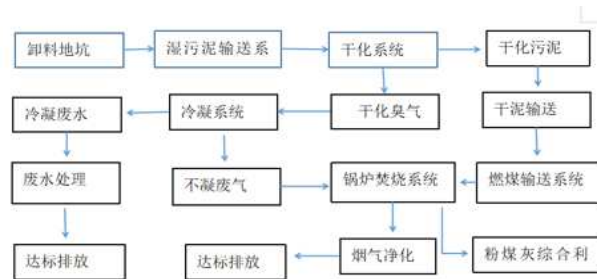 卸料地坑
湿污泥输送系
干化系统
干化污泥
冷凝废水
冷凝系统
干化臭气
干泥输送
废水处理
不凝废气
锅炉焚烧系统
燃煤输送系统
达标排放
达标排放
烟气净化
粉煤灰综合利